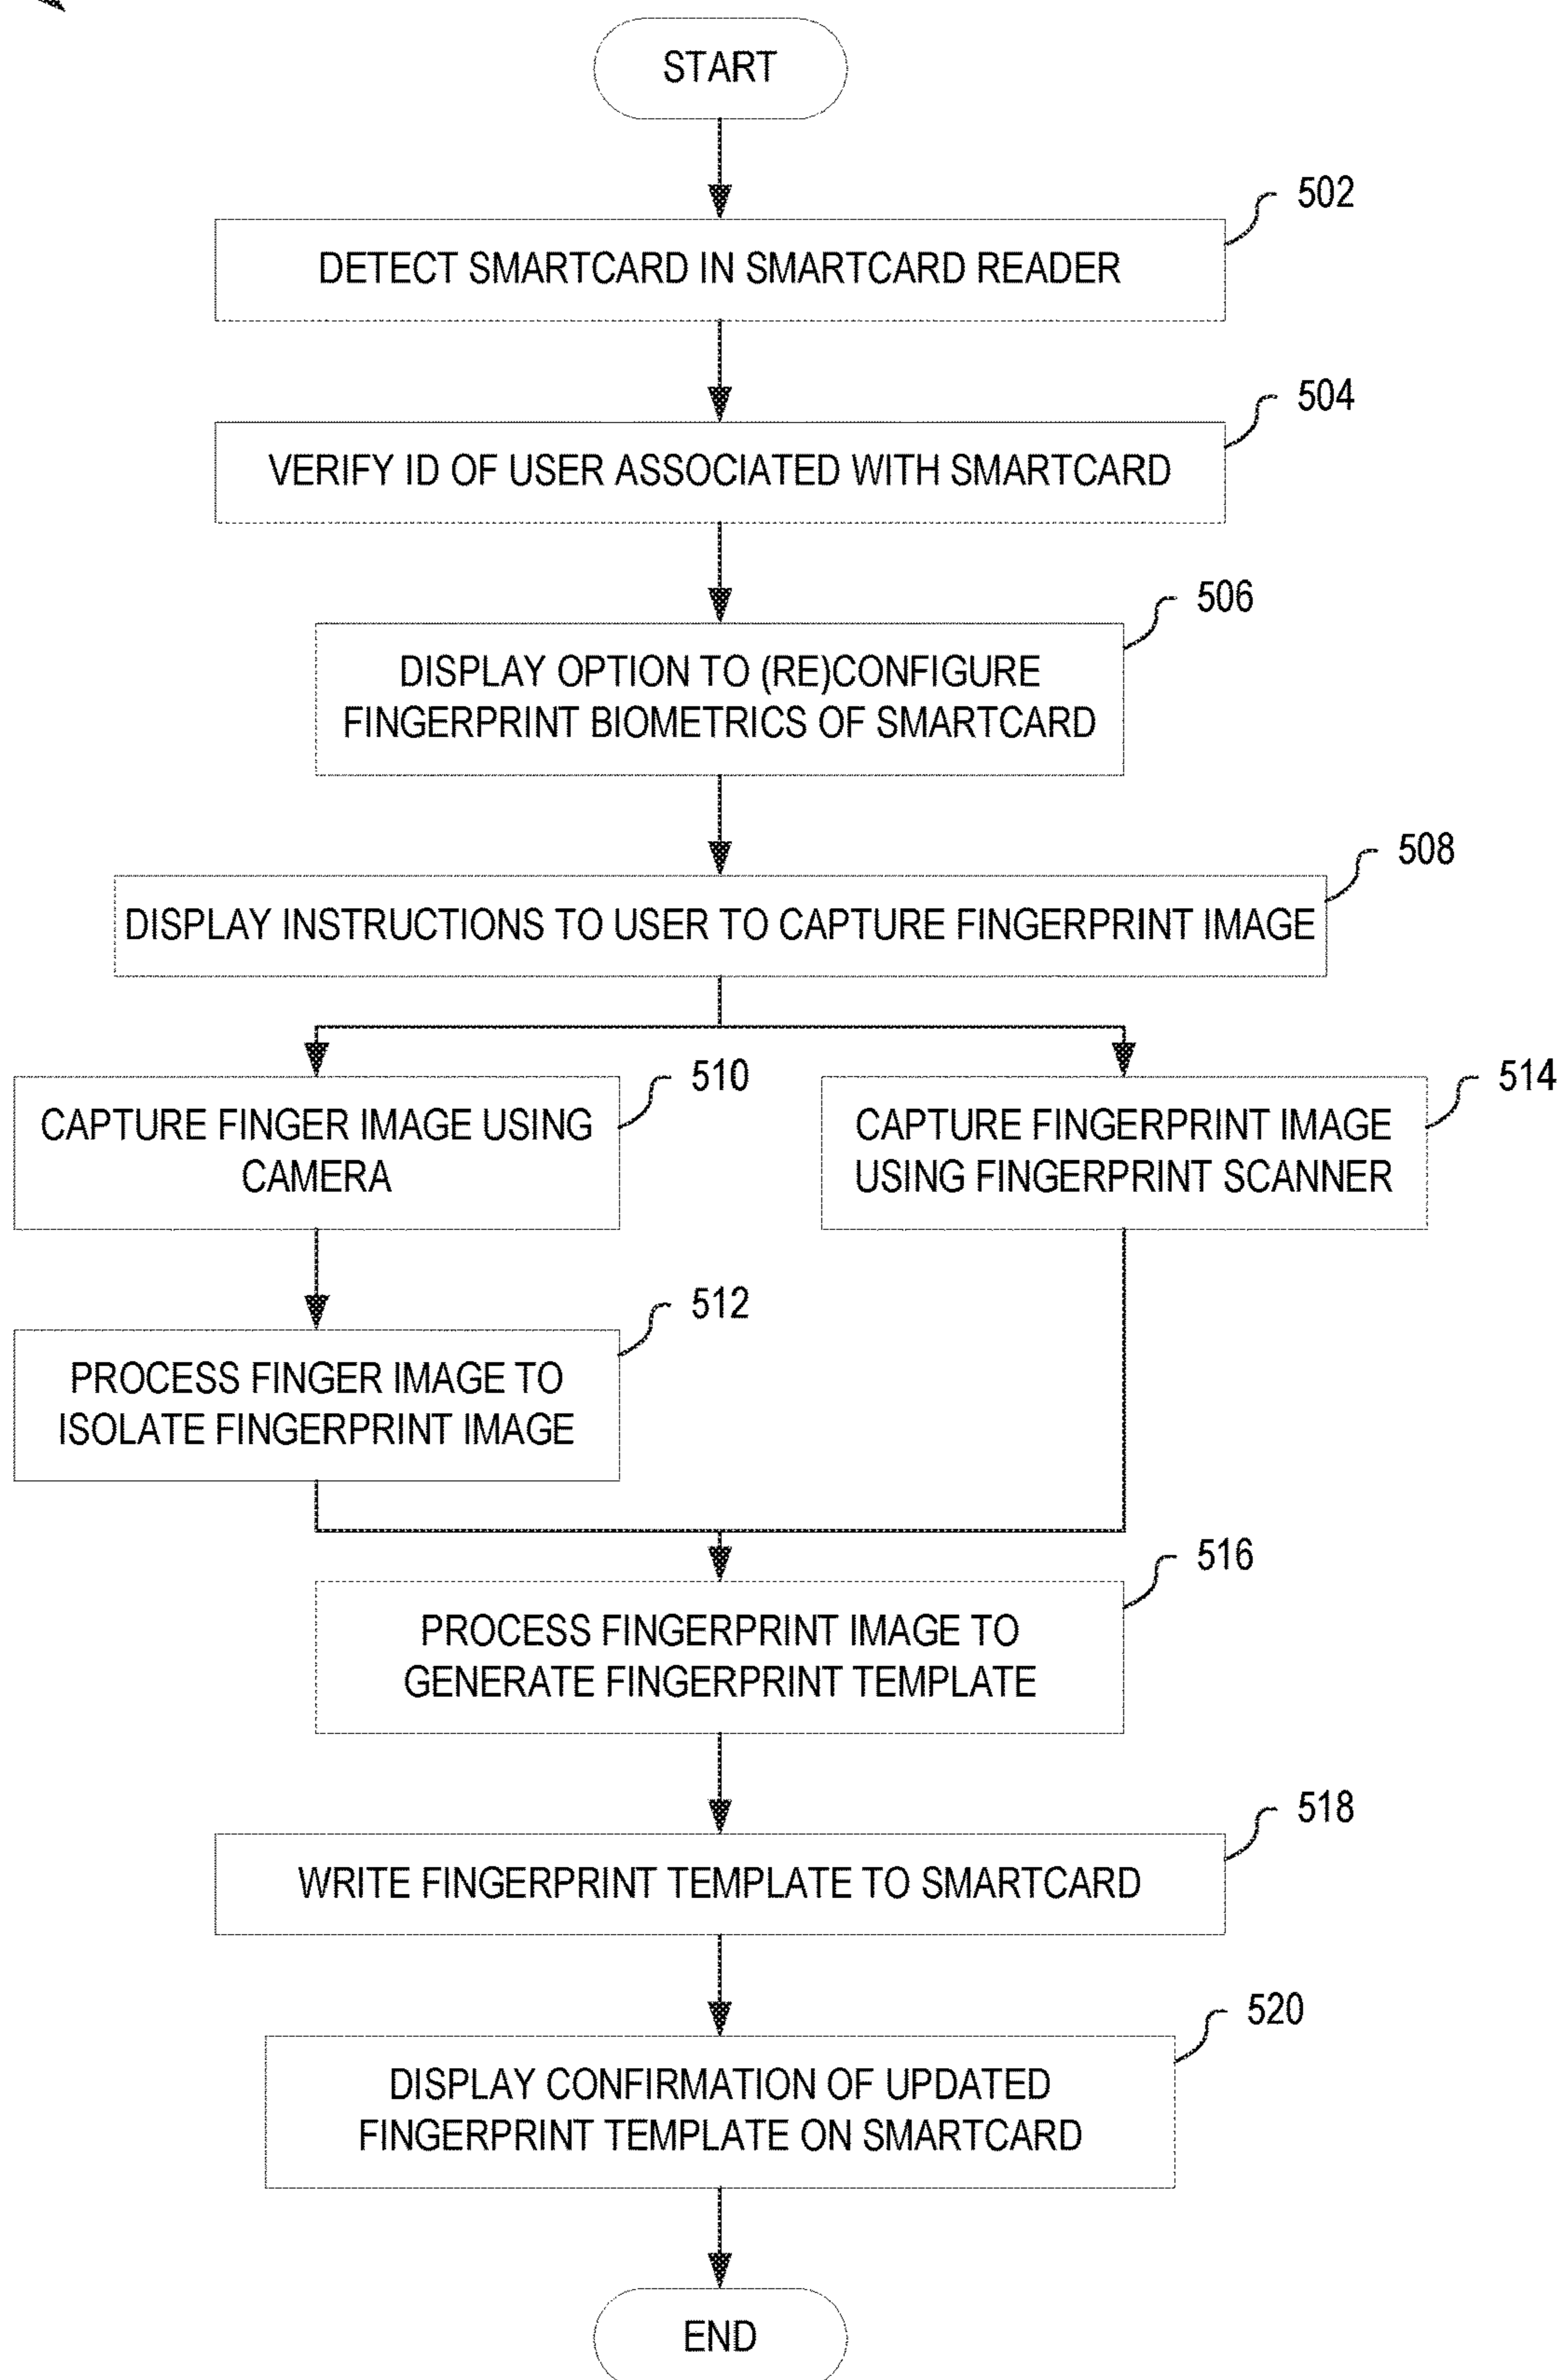 START
502
DETECT SMARTCARD IN SMARTCARD READER
504
VERIFY ID OF USER ASSOCIATED WITH SMARTCARD
506
DISPLAY OPTION TO (RE)CONFIGURE
FINGERPRINT BIOMETRICS OF SMARTCARD
508
DISPLAY INSTRUCTIONS TO USER TO CAPTURE FINGERPRINT IMAGE
510
CAPTURE FINGER IMAGE USING
CAMERA
514
CAPTURE FINGERPRINT IMAGE
USING FINGERPRINT SCANNER
512
PROCESS FINGER IMAGE TO
ISOLATE FINGERPRINT IMAGE
516
PROCESS FINGERPRINT IMAGE TO
GENERATE FINGERPRINT TEMPLATE
518
WRITE FINGERPRINT TEMPLATE TO SMARTCARD
520
DISPLAY CONFIRMATION OF UPDATED
FINGERPRINT TEMPLATE ON SMARTCARD
END